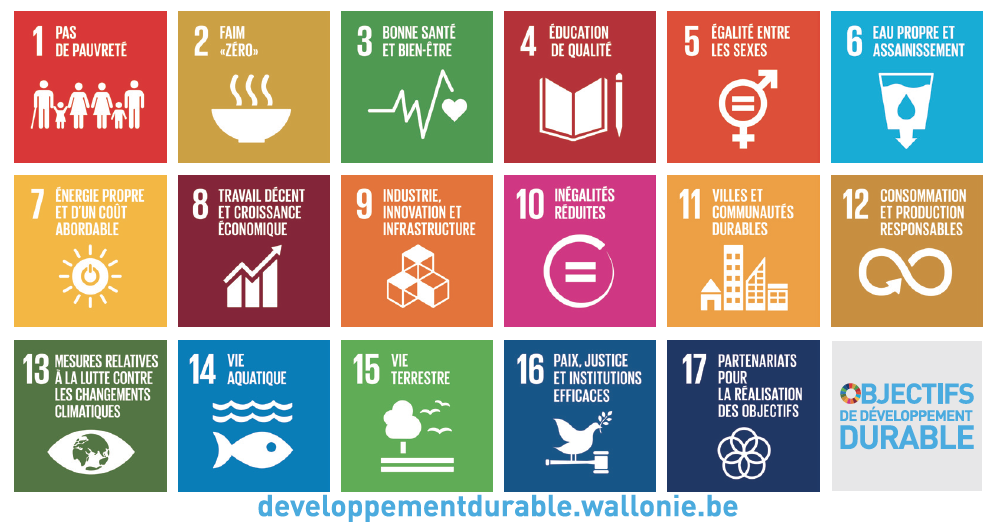 1 PAS
DE PAUVRETÉ
2 FAIM
«ZÉRO»
3 BONNE SANTÉ
ET BIEN-ÊTRE
4 ÉDUCATION
DE QUALITÉ
5 ÉGALITÉ ENTRE
LES SEXES
6 EAU PROPRE ET
ASSAINISSEMENT
7 ÉNERGIE PROPRE
ET D'UN COÛT
ABORDABLE
8 TRAVAIL DÉCENT
ET CROISSANCE
ÉCONOMIQUE
9 INDUSTRIE,
INNOVATION ET
INFRASTRUCTURE
10 INÉGALITÉS
RÉDUITES
11 VILLES ET
COMMUNAUTÉS
DURABLES
12 CONSOMMATION
ET PRODUCTION
RESPONSABLES
13 MESURES RELATIVES
À LA LUTTE CONTRE
LES CHANGEMENTS
CLIMATIQUES
14 VIE
AQUATIQUE
15 VIE
TERRESTRE
16 PAIX, JUSTICE
ET INSTITUTIONS
EFFICACES
17 PARTENARIATS
POUR
LA RÉALISATION
DES OBJECTIFS
OBJECTIFS
DE DÉVELOPPEMENT
DURABLE
developpementdurable.wallonie.be